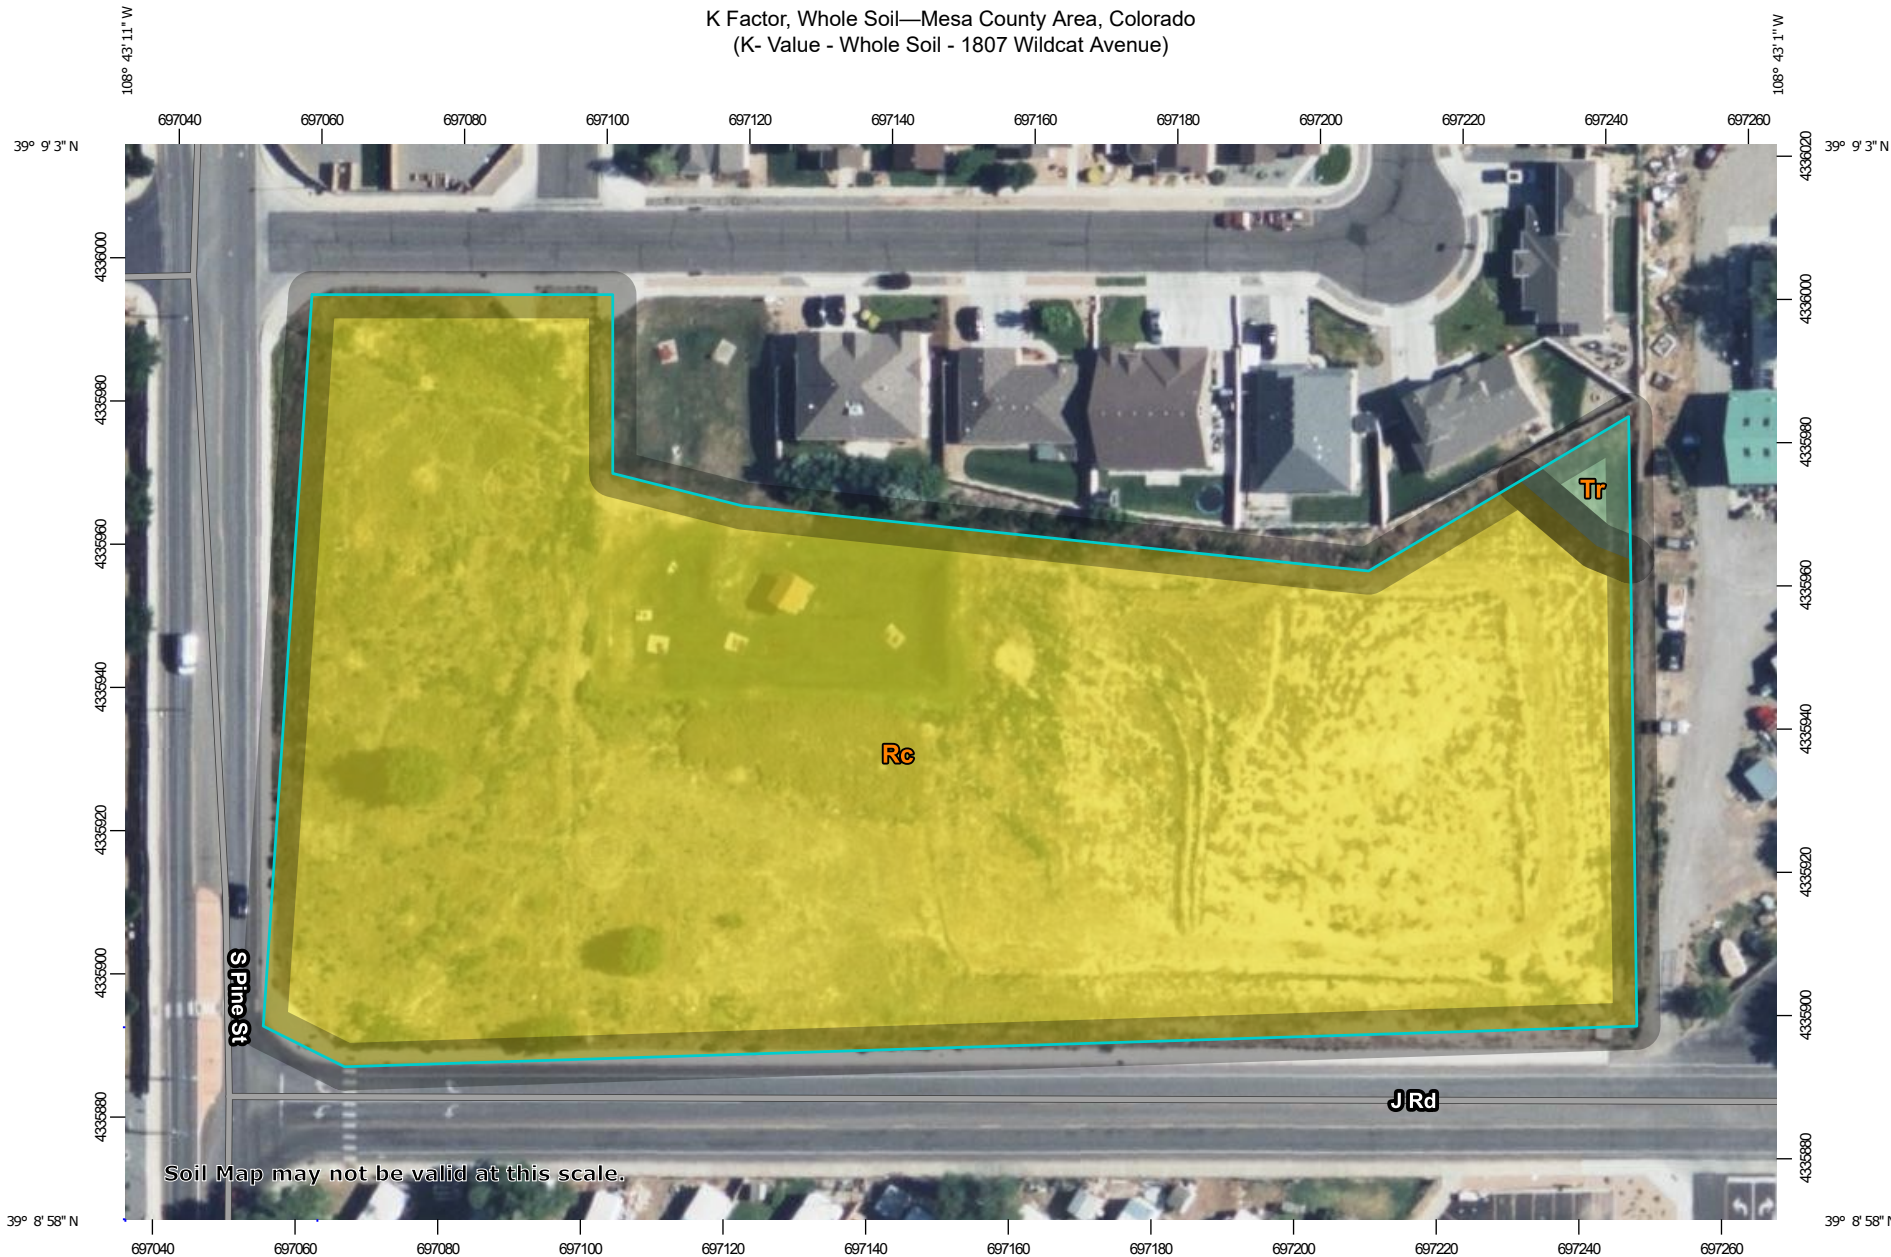 K Factor, Whole Soil—Mesa County Area, Colorado
(K- Value - Whole Soil - 1807 Wildcat Avenue)
108° 43' 11" W
108° 43' 1" W
697040 697060 697080 697100 697120 697140 697160 697180 697200 697220 697240 697260
39° 9' 3" N
39° 9' 3" N
4336020
4336000
4336000
4335980
4335980
Tr
4335960
4335960
Rc
4335940
4335940
4335920
4335920
4335900
S Pine St
4335900
J Rd
4335880
4335880
Soil Map may not be valid at this scale.
39° 8' 58" N
39° 8' 58" N
697040 697060 697080 697100 697120 697140 697160 697180 697200 697220 697240 697260